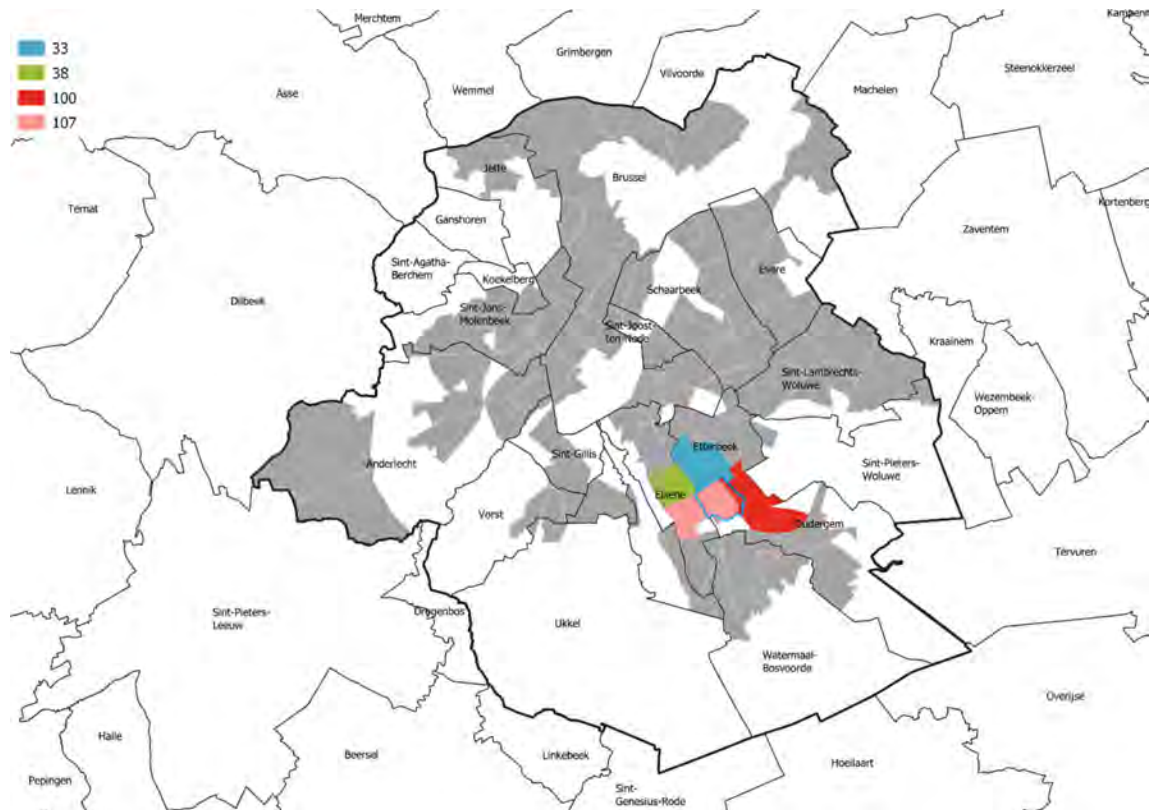 33
38
100
107
Merchtem
Grimbergen
Vilvoorde
Steenokkerzeel
Asse
Wemmel
Machelen
Jette
Brussel
Ternat
Kortenberg
Ganshoren
Zaventem
Sint-Agatha-
Berchem
Koekelberg
Evere
Schaarbeek
Dilbeek
Sint-Jans-
Molenbeek
Sint-Joost-
ten-Node
Kraainem
Sint-Lambrechts-
Woluwe
Wezembeek-
Oppem
Etterbeek
Sint-Gillis
Anderlecht
Sint-Pieters-
Woluwe
Lennik
Elsene
Vorst
Oudergem
Tervuren
Drogenbos
Sint-Pieters-
Leeuw
Ukkel
Watermaal-
Bosvoorde
Overijse
Halle
Beersel
Linkebeek
Hoeilaart
Pepingen
Sint-
Genesius-Rode